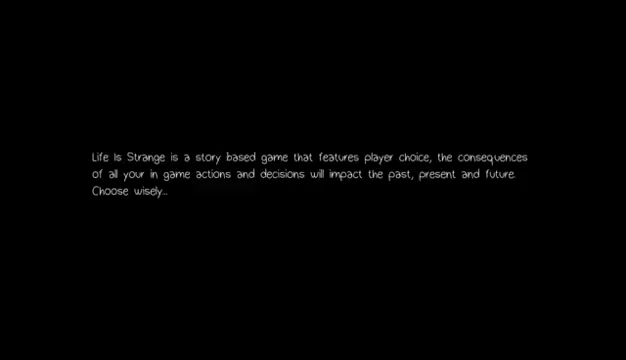 Life Is Strange is a story based game that features player choice, the consequences
of all your in game actions and decisions will impact the past, present and future.
Choose wisely...